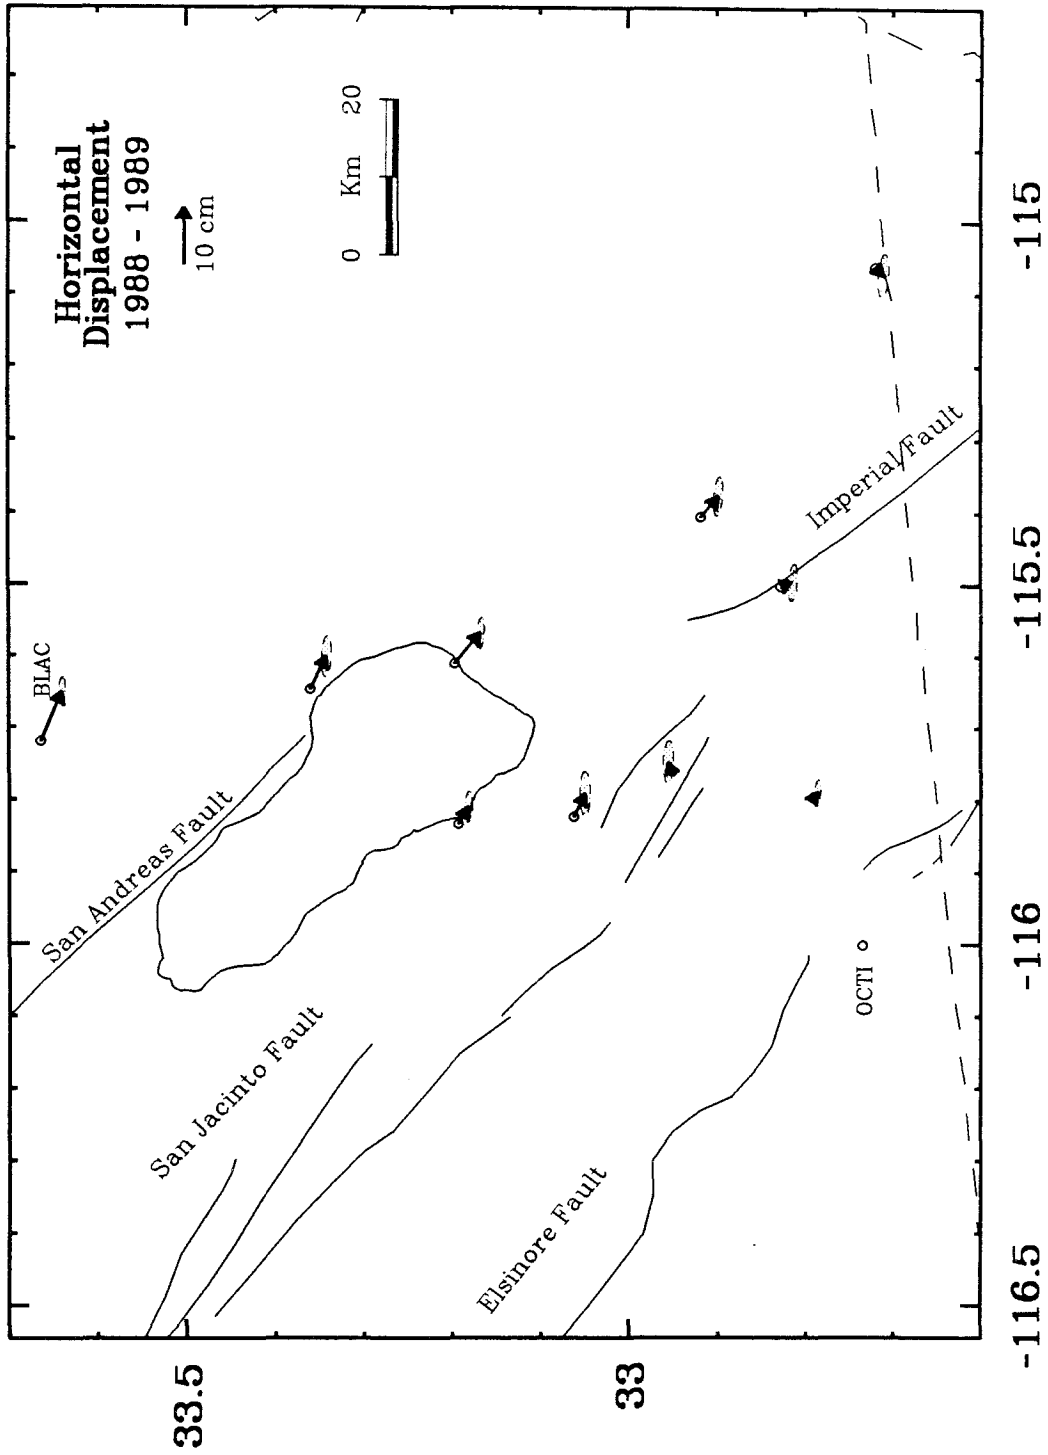 Horizontal
Displacement
1988 - 1989
10 cm
0 Km 20
BLAC
San Andreas Fault
San Jacinto Fault
Elsinore Fault
Imperial Fault
OCTI
33.5
33
-116.5
-116
-115.5
-115